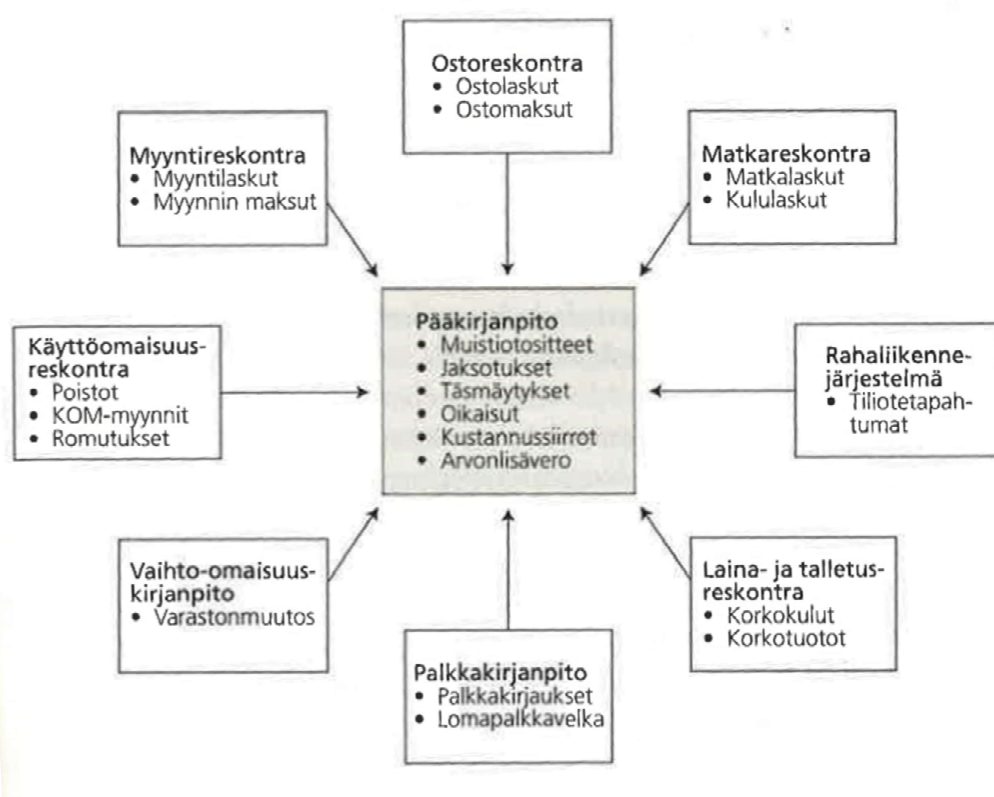 Ostoreskontra
• Ostolaskut
• Ostomaksut
Myyntireskontra
• Myyntilaskut
• Myynnin maksut
Matkareskontra
• Matkalaskut
• Kululaskut
Pääkirjanpito
• Muistiotositteet
• Jaksotukset
• Täsmäytykset
• Oikaisut
• Kustannussiirrot
• Arvonlisävero
Käyttöomaisuus-
reskontra
• Poistot
• KOM-myynnit
• Romutukset
Rahaliikenne-
järjestelmä
• Tiliotetapah-
tumat
Vaihto-omaisuus-
kirjanpito
• Varastonmuutos
Palkkakirjanpito
• Palkkakirjaukset
• Lomapalkkavelka
Laina- ja talletus-
reskontra
• Korkokulut
• Korkotuotot